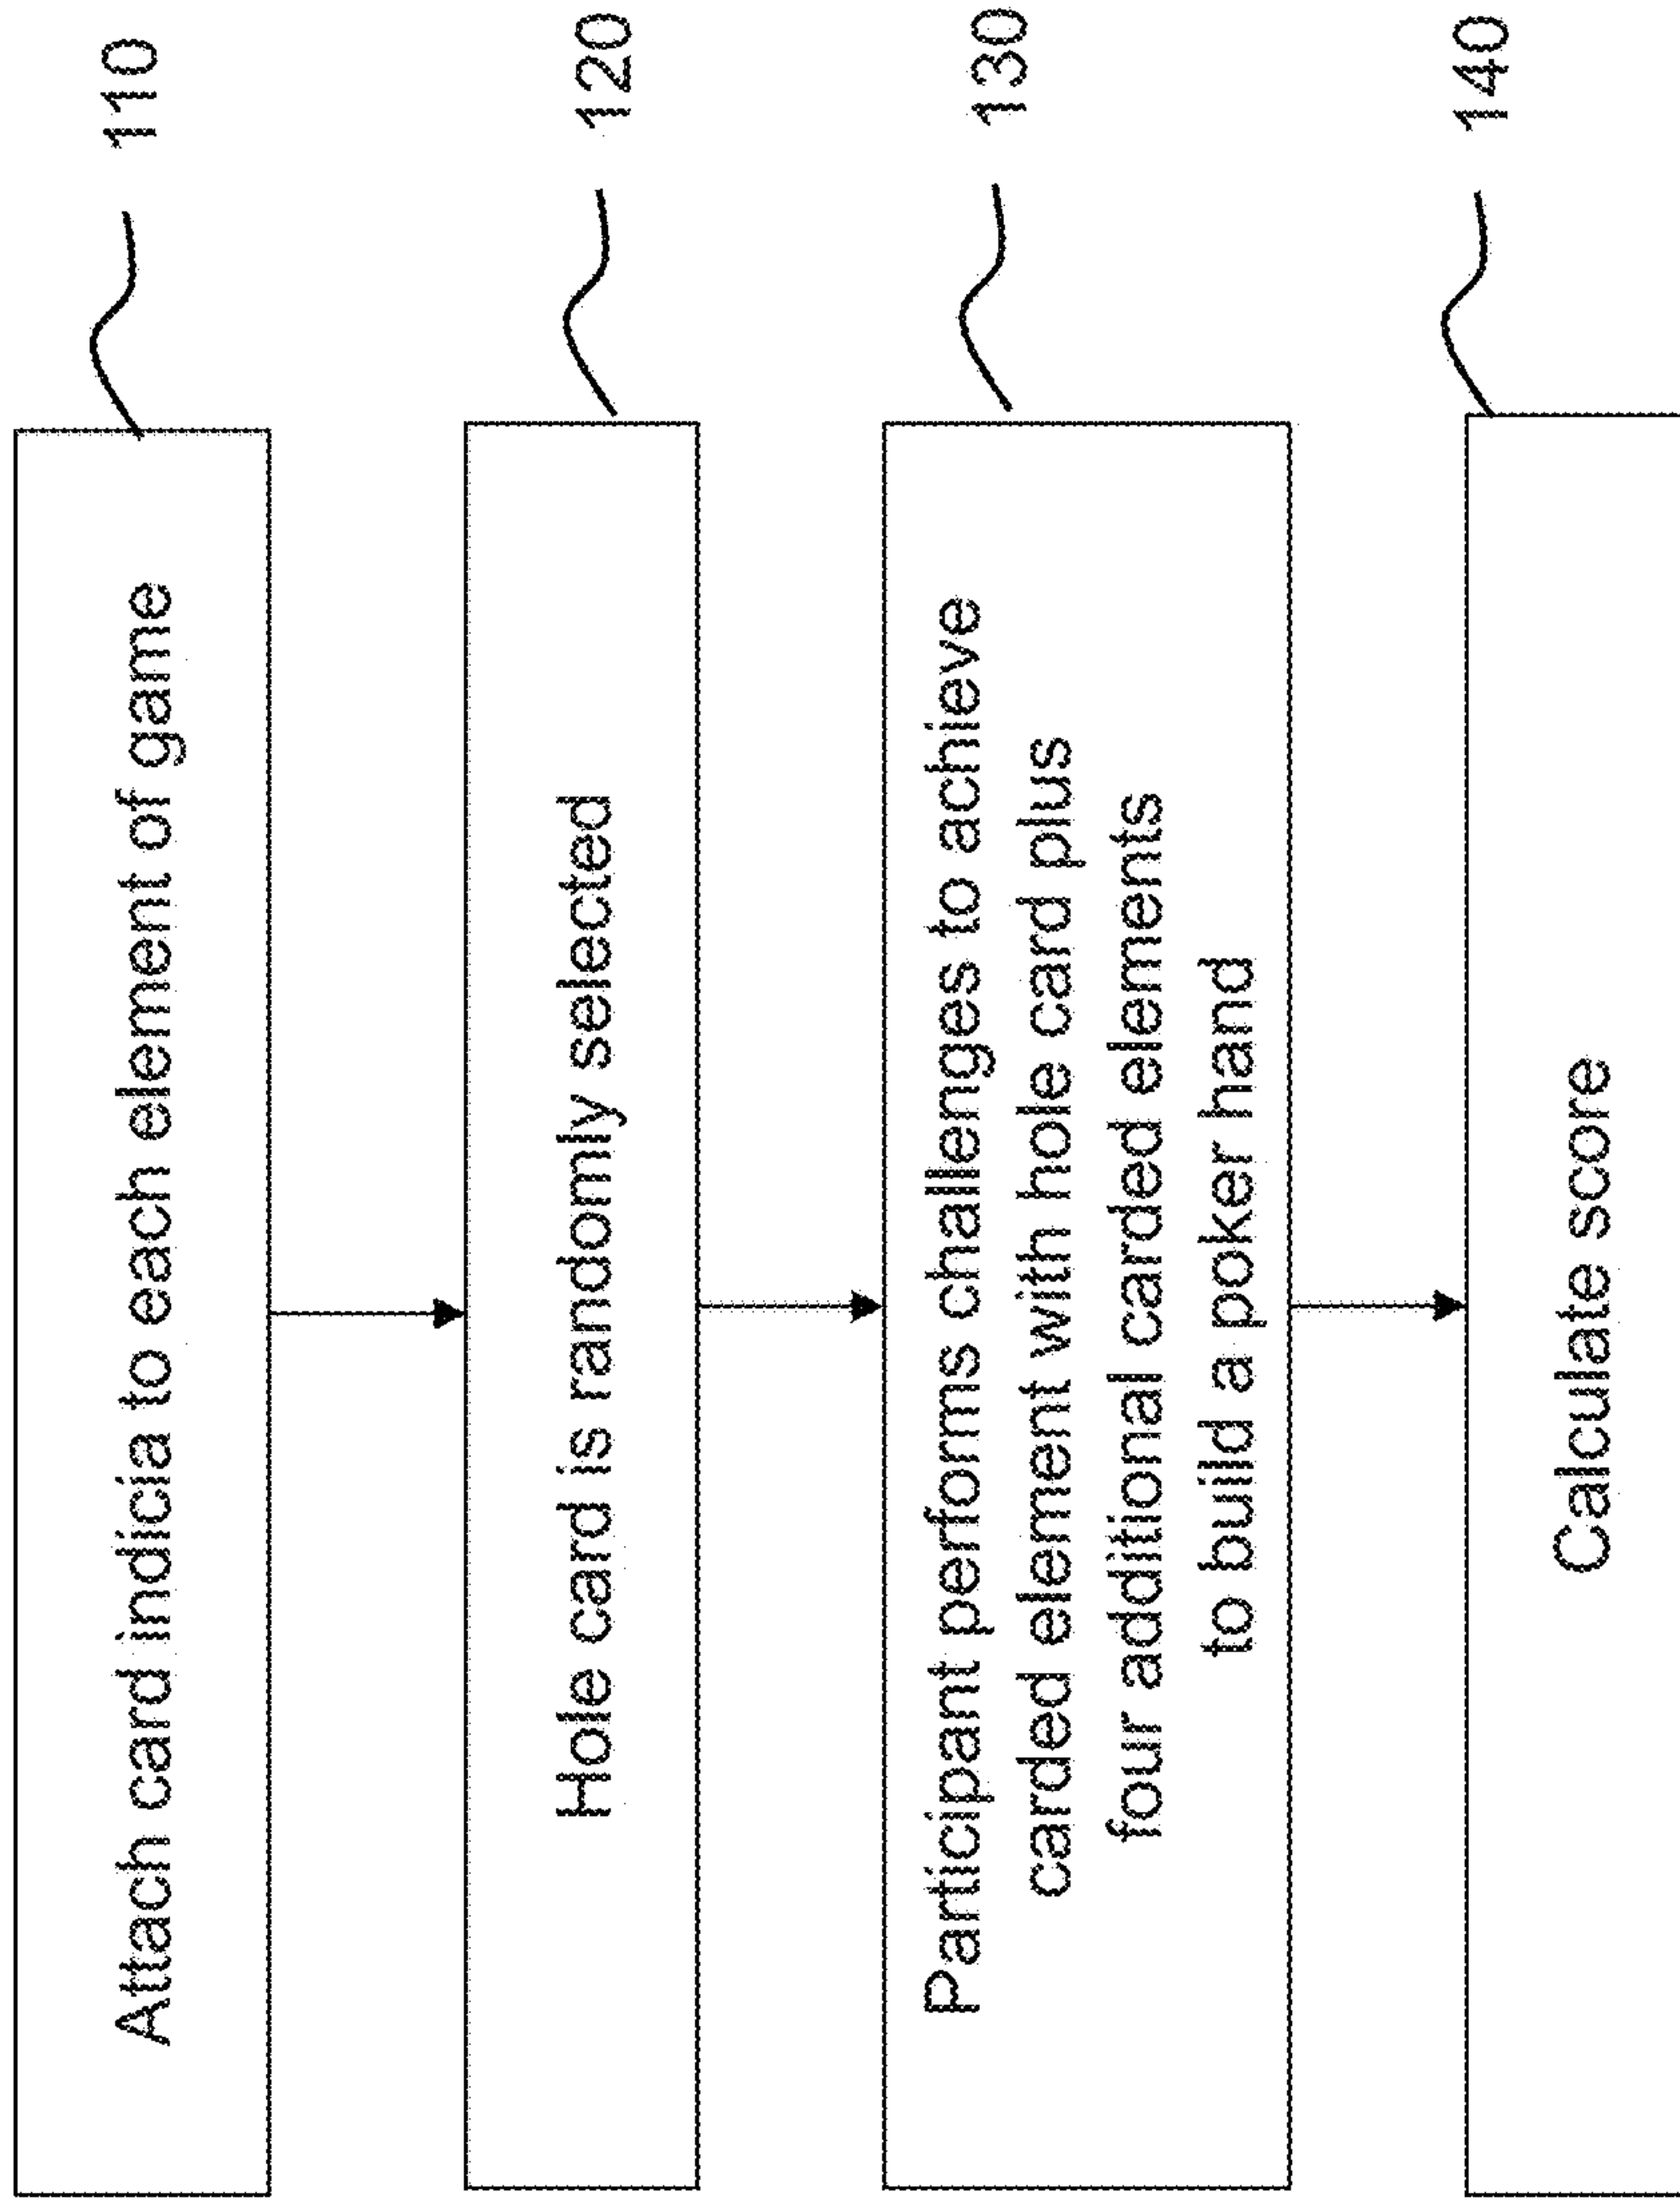 Attach card indicia to each element of game
110
Hole card is randomly selected
120
Participant performs challenges to achieve
carded element with hole card plus
four additional carded elements
to build a poker hand
130
Calculate score
140